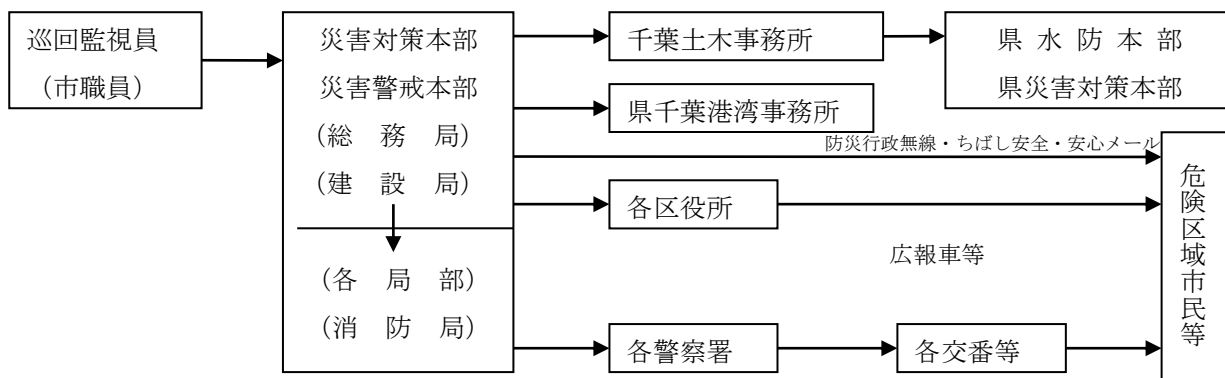 巡回監視員
(市職員)
災害対策本部
災害警戒本部
(総 務 局)
(建 設 局)
(各 局 部)
(消 防 局)
千葉土木事務所
県 水 防 本 部
県災害対策本部
県千葉港湾事務所
防災行政無線・ちばし安全・安心メール
各区役所
広報車等
各警察署
各交番等
危険区域市民等